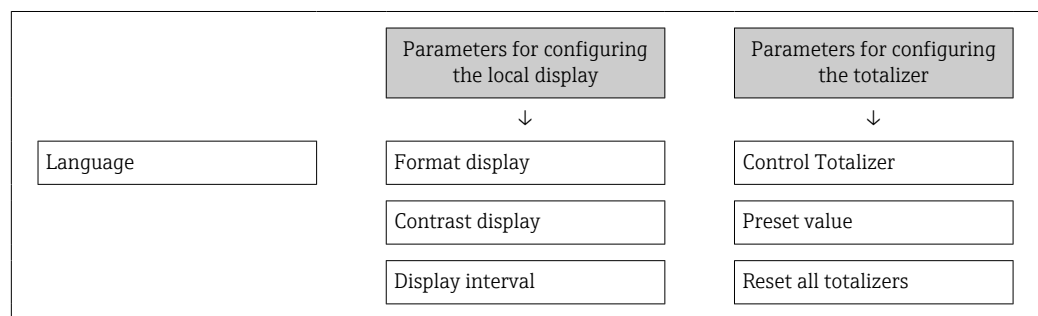 Parameters for configuring
the local display
Parameters for configuring
the totalizer
↓
↓
Language
Format display
Control Totalizer
Contrast display
Preset value
Display interval
Reset all totalizers